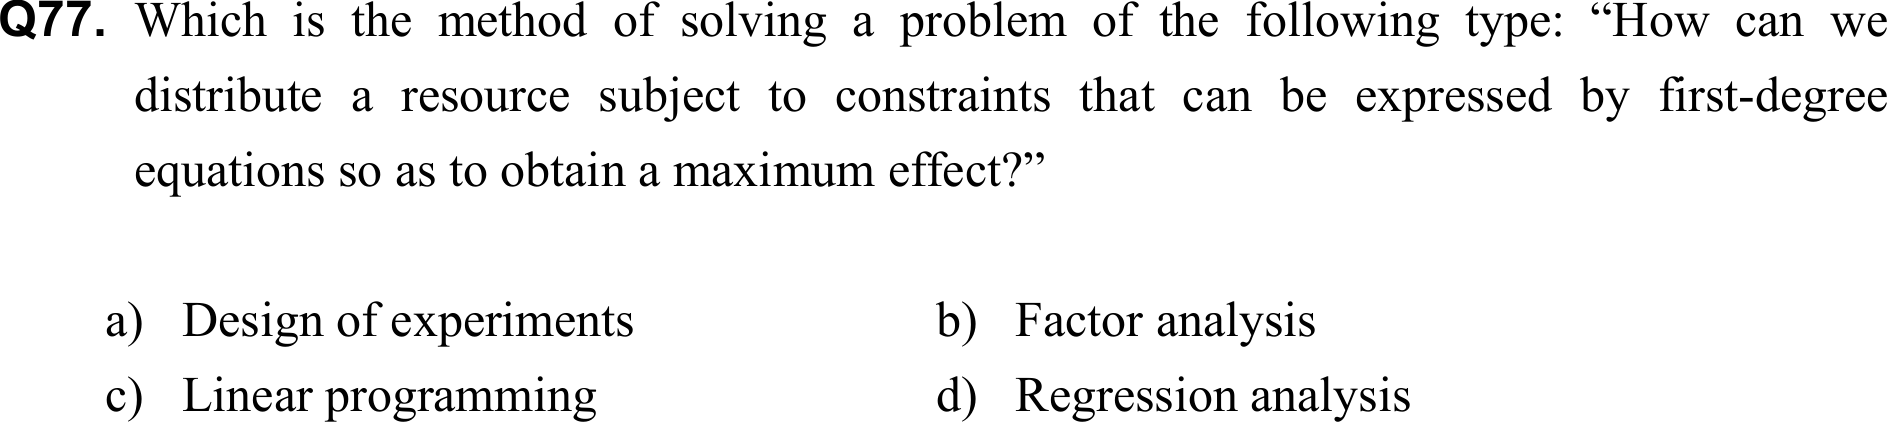 Q77. Which is the method of solving a problem of the following type: “How can we
distribute a resource subject to constraints that can be expressed by first-degree
equations so as to obtain a maximum effect?”
a) Design of experiments b) Factor analysis
c) Linear programming d) Regression analysis